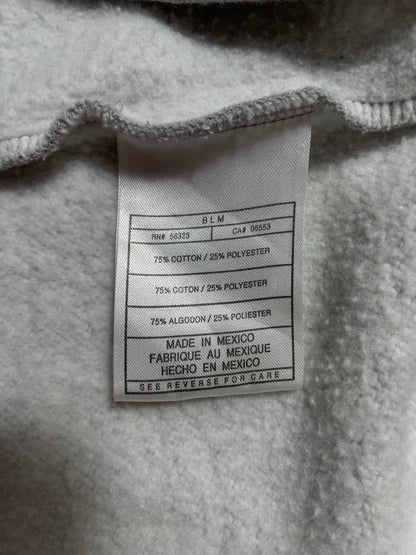 BLM
RN# 56323 CA# 05553
75% COTTON / 25% POLYESTER
75% COTON / 25% POLYESTER
75% ALGODON / 25% POLIESTER
MADE IN MEXICO
FABRIQUE AU MEXIQUE
HECHO EN MEXICO
SEE REVERSE FOR CARE